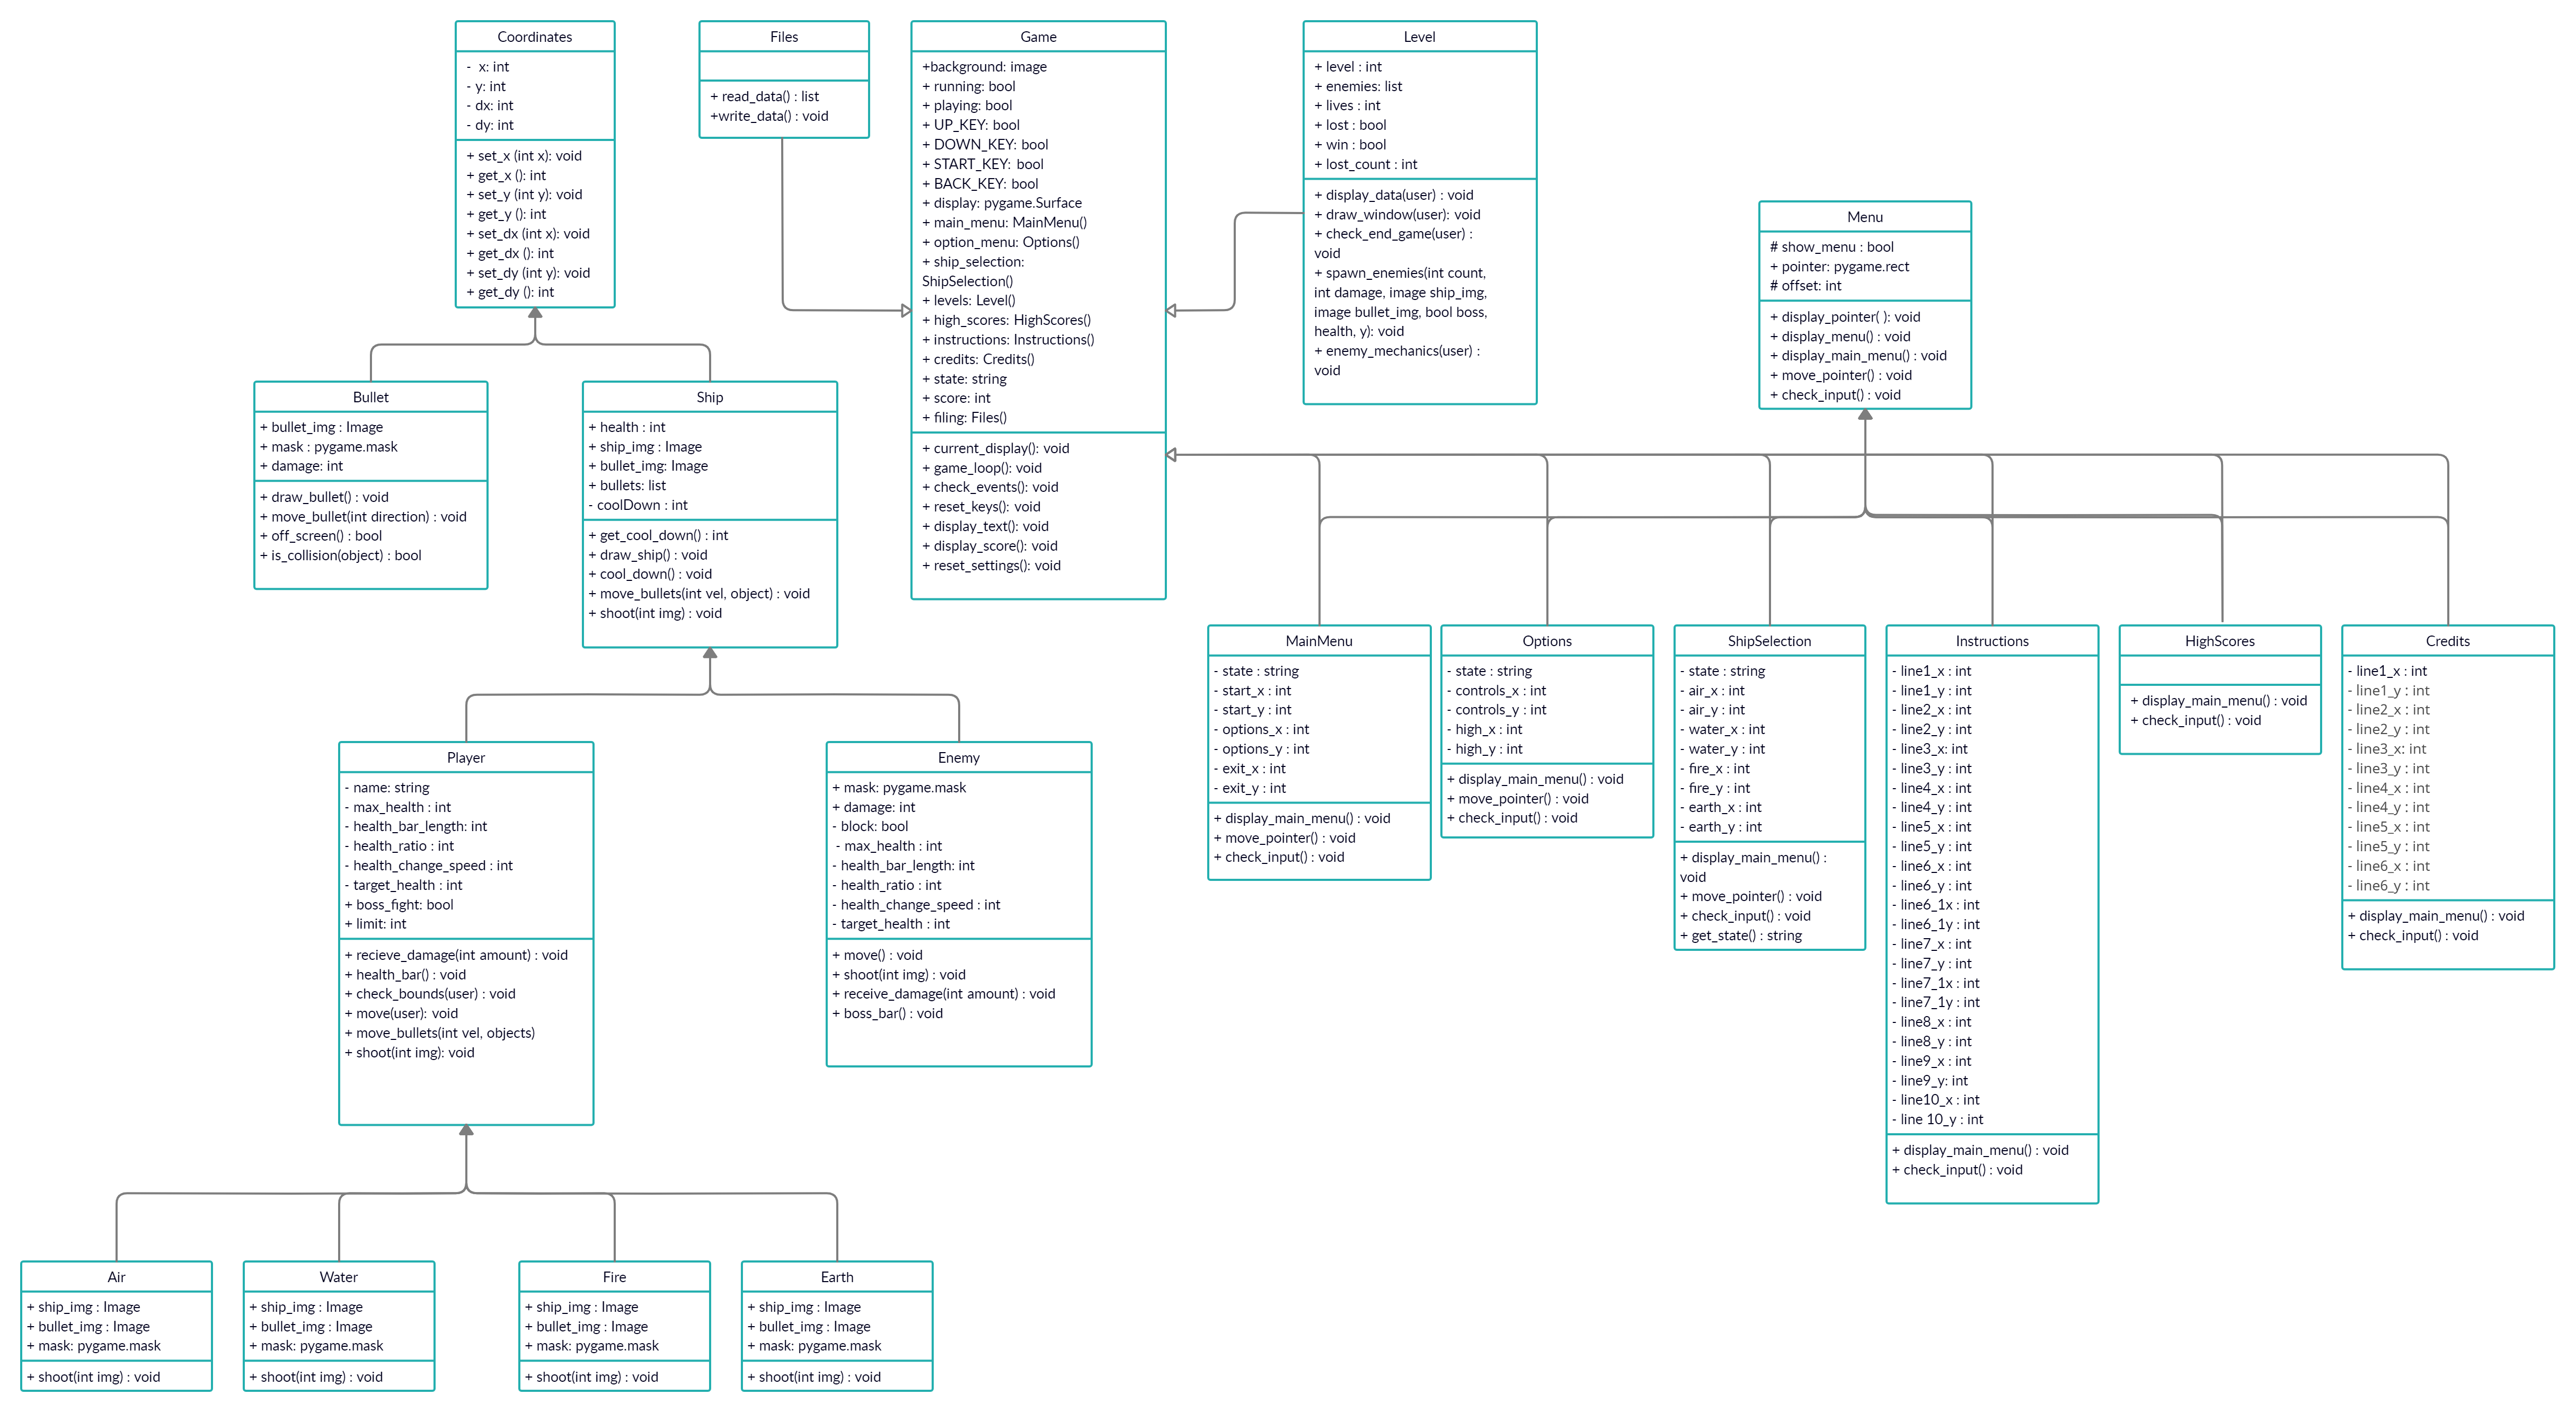 Coordinates
-  x: int
- y: int
- dx: int
- dy: int
+ set_x (int x): void
+ get_x (): int
+ set_y (int y): void
+ get_y (): int
+ set_dx (int x): void
+ get_dx (): int
+ set_dy (int y): void
+ get_dy (): int
Files
+ read_data() : list
+write_data() : void
Game
+background: image
+ running: bool
+ playing: bool
+ UP_KEY: bool
+ DOWN_KEY: bool
+ START_KEY: bool
+ BACK_KEY: bool
+ display: pygame.Surface
+ main_menu: MainMenu()
+ option_menu: Options()
+ ship_selection:
ShipSelection()
+ levels: Level()
+ high_scores: HighScores()
+ instructions: Instructions()
+ credits: Credits()
+ state: string
+ score: int
+ filing: Files()
+ current_display(): void
+ game_loop(): void
+ check_events(): void
+ reset_keys(): void
+ display_text(): void
+ display_score(): void
+ reset_settings(): void
Level
+ level : int
+ enemies: list
+ lives : int
+ lost : bool
+ win : bool
+ lost_count : int
+ display_data(user) : void
+ draw_window(user): void
+ check_end_game(user) :
void
+ spawn_enemies(int count,
int damage, image ship_img,
image bullet_img, bool boss,
health, y): void
+ enemy_mechanics(user) :
void
Menu
# show_menu : bool
+ pointer: pygame.rect
# offset: int
+ display_pointer( ): void
+ display_menu() : void
+ display_main_menu() : void
+ move_pointer() : void
+ check_input() : void
Bullet
+ bullet_img : Image
+ mask : pygame.mask
+ damage: int
+ draw_bullet() : void
+ move_bullet(int direction) : void
+ off_screen() : bool
+ is_collision(object) : bool
Ship
+ health : int
+ ship_img : Image
+ bullet_img: Image
+ bullets: list
- coolDown : int
+ get_cool_down() : int
+ draw_ship() : void
+ cool_down() : void
+ move_bullets(int vel, object) : void
+ shoot(int img) : void
MainMenu
- state : string
- start_x : int
- start_y : int
- options_x : int
- options_y : int
- exit_x : int
- exit_y : int
+ display_main_menu() : void
+ move_pointer() : void
+ check_input() : void
Options
- state : string
- controls_x : int
- controls_y : int
- high_x : int
- high_y : int
+ display_main_menu() : void
+ move_pointer() : void
+ check_input() : void
ShipSelection
- state : string
- air_x : int
- air_y : int
- water_x : int
- water_y : int
- fire_x : int
- fire_y : int
- earth_x : int
- earth_y : int
+ display_main_menu() :
void
+ move_pointer() : void
+ check_input() : void
+ get_state() : string
Instructions
- line1_x : int
- line1_y : int
- line2_x : int
- line2_y : int
- line3_x: int
- line3_y : int
- line4_x : int
- line4_y : int
- line5_x : int
- line5_y : int
- line6_x : int
- line6_y : int
- line6_1x : int
- line6_1y : int
- line7_x : int
- line7_y : int
- line7_1x : int
- line7_1y : int
- line8_x : int
- line8_y : int
- line9_x : int
- line9_y: int
- line10_x : int
- line 10_y : int
+ display_main_menu() : void
+ check_input() : void
HighScores
+ display_main_menu() : void
+ check_input() : void
Credits
- line1_x : int
- line1_y : int
- line2_x : int
- line2_y : int
- line3_x: int
- line3_y : int
- line4_x : int
- line4_y : int
- line5_x : int
- line5_y : int
- line6_x : int
- line6_y : int
+ display_main_menu() : void
+ check_input() : void
Player
- name: string
- max_health : int
- health_bar_length: int
- health_ratio : int
- health_change_speed : int
- target_health : int
+ boss_fight: bool
+ limit: int
+ recieve_damage(int amount) : void
+ health_bar() : void
+ check_bounds(user) : void
+ move(user): void
+ move_bullets(int vel, objects)
+ shoot(int img): void
Enemy
+ mask: pygame.mask
+ damage: int
- block: bool
- max_health : int
- health_bar_length: int
- health_ratio : int
- health_change_speed : int
- target_health : int
+ move() : void
+ shoot(int img) : void
+ receive_damage(int amount) : void
+ boss_bar() : void
Air
+ ship_img : Image
+ bullet_img : Image
+ mask: pygame.mask
+ shoot(int img) : void
Water
+ ship_img : Image
+ bullet_img : Image
+ mask: pygame.mask
+ shoot(int img) : void
Fire
+ ship_img : Image
+ bullet_img : Image
+ mask: pygame.mask
+ shoot(int img) : void
Earth
+ ship_img : Image
+ bullet_img : Image
+ mask: pygame.mask
+ shoot(int img) : void